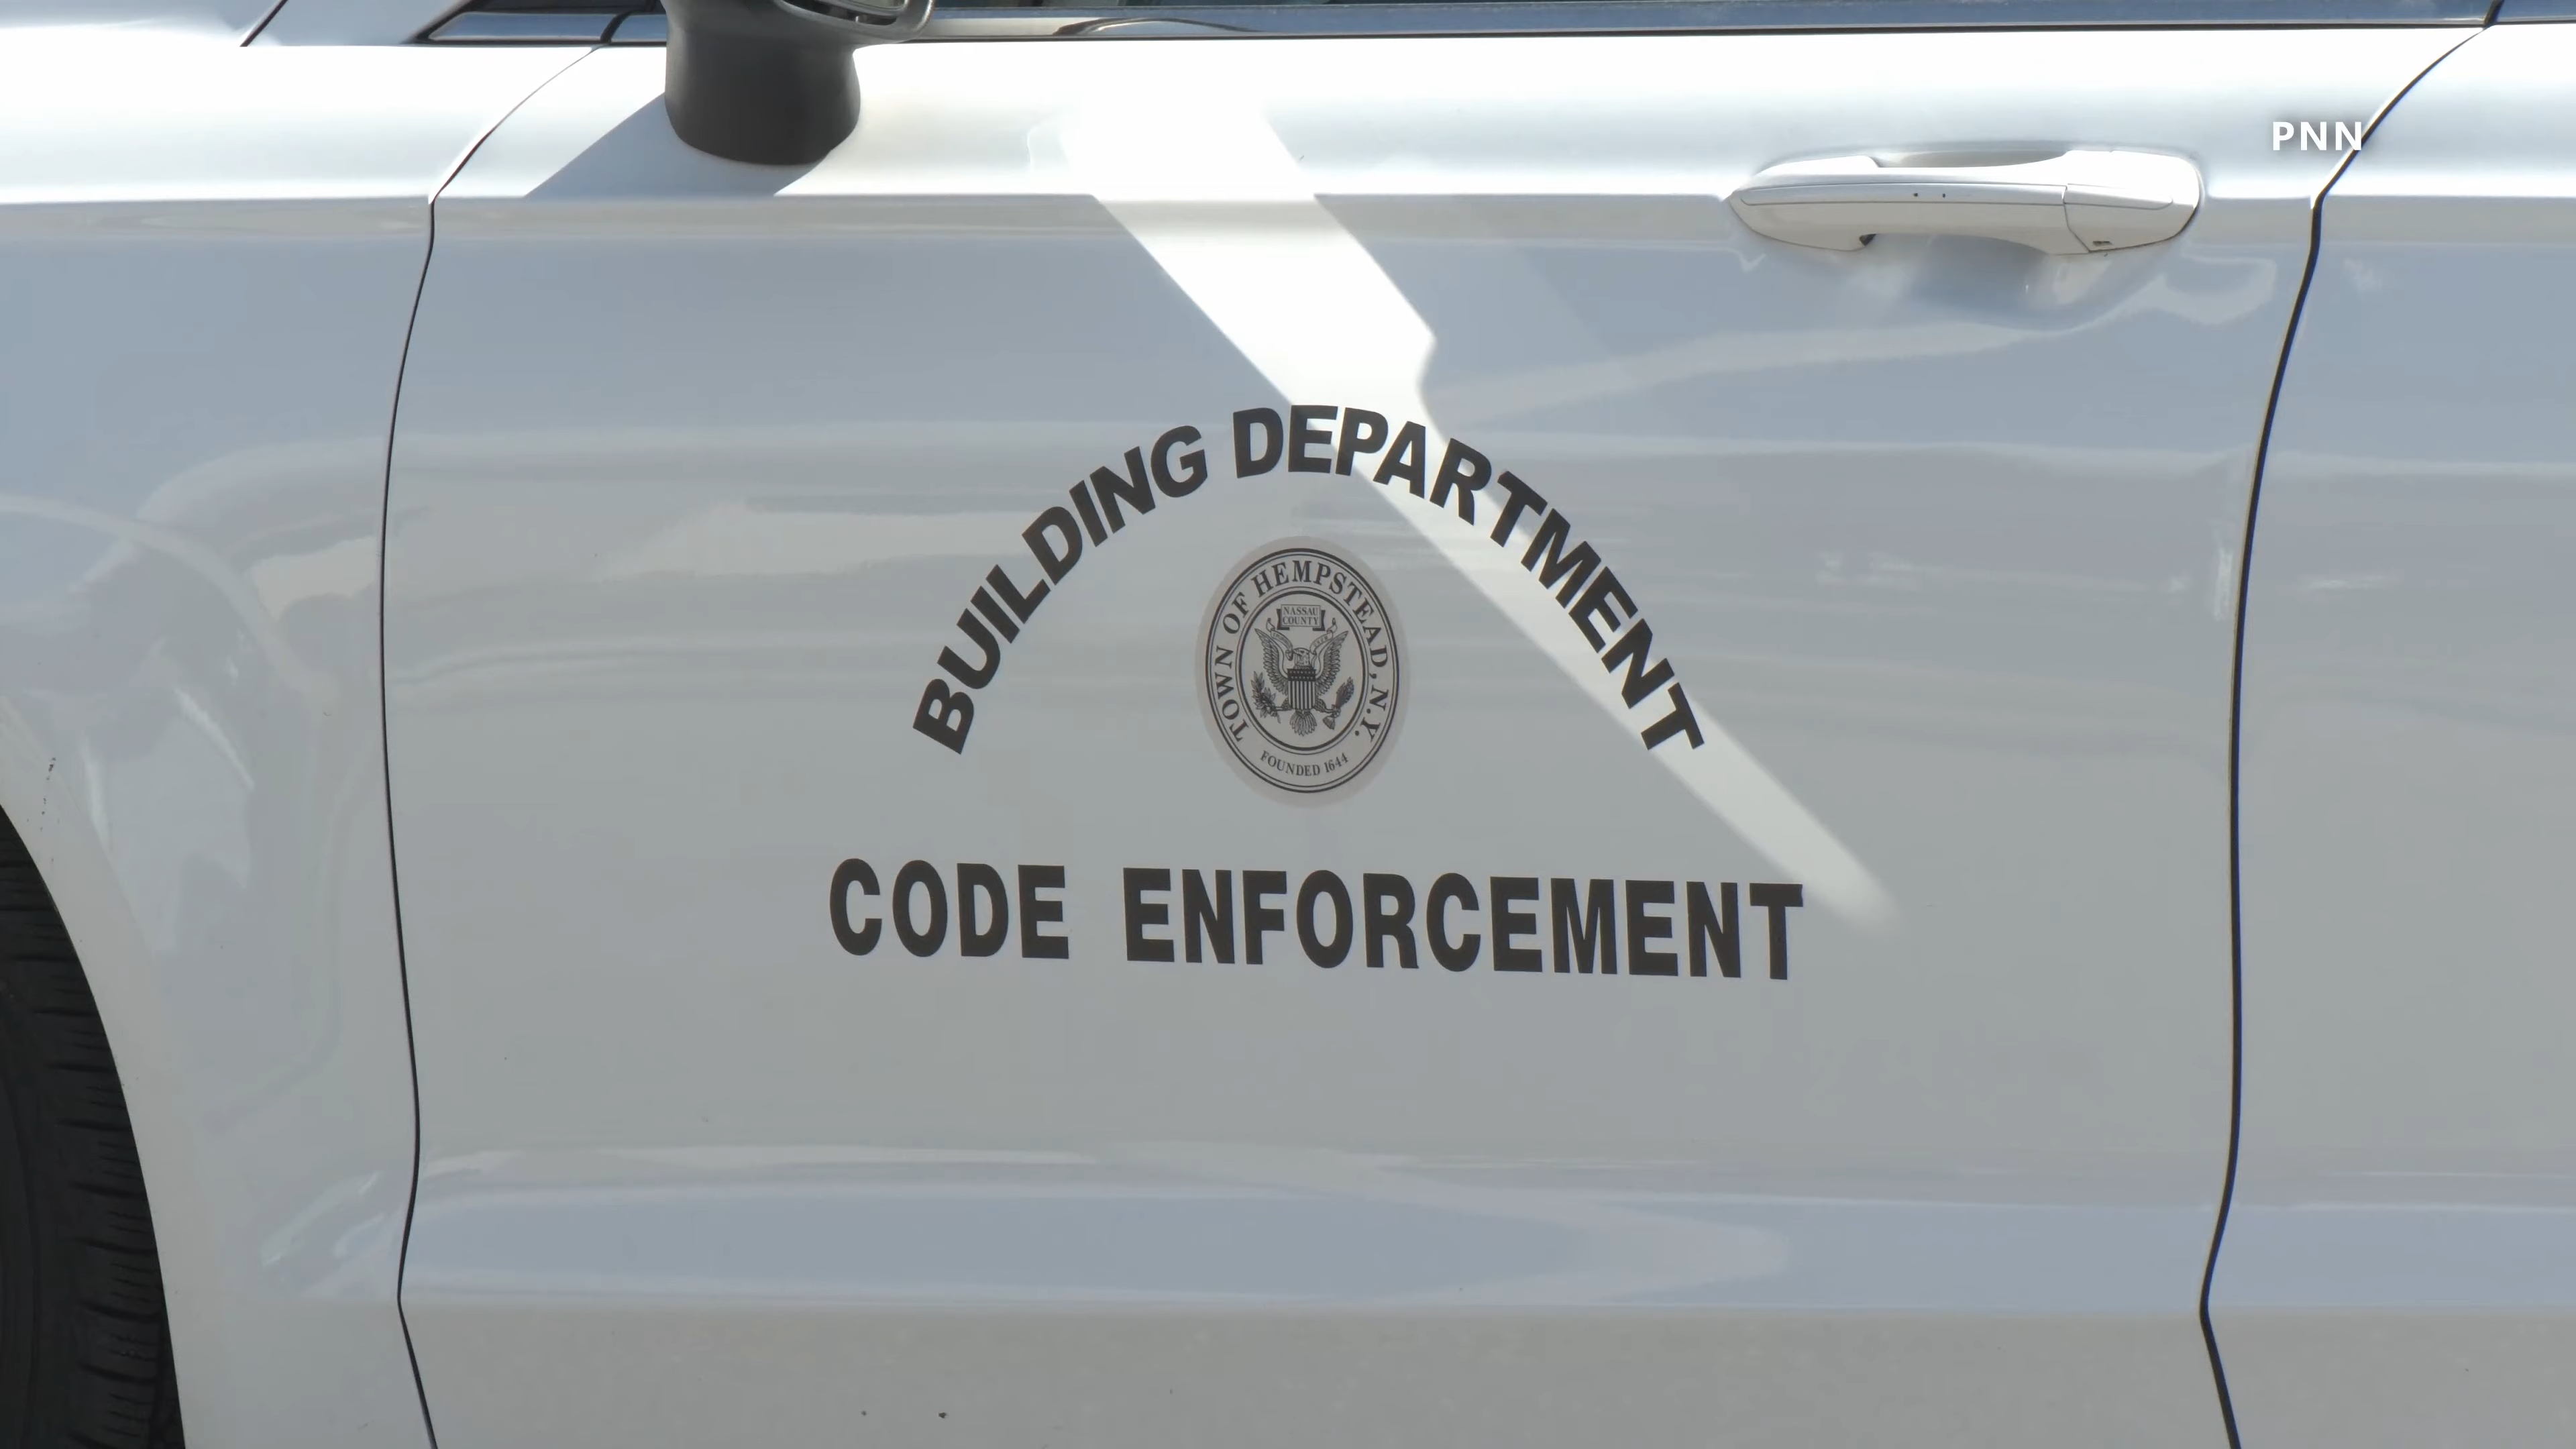 PNN
BUILDING DEPARTMENT
TOWN OF HEMPSTEAD, N.Y.
NASSAU
COUNTY
FOUNDED 1644
CODE ENFORCEMENT